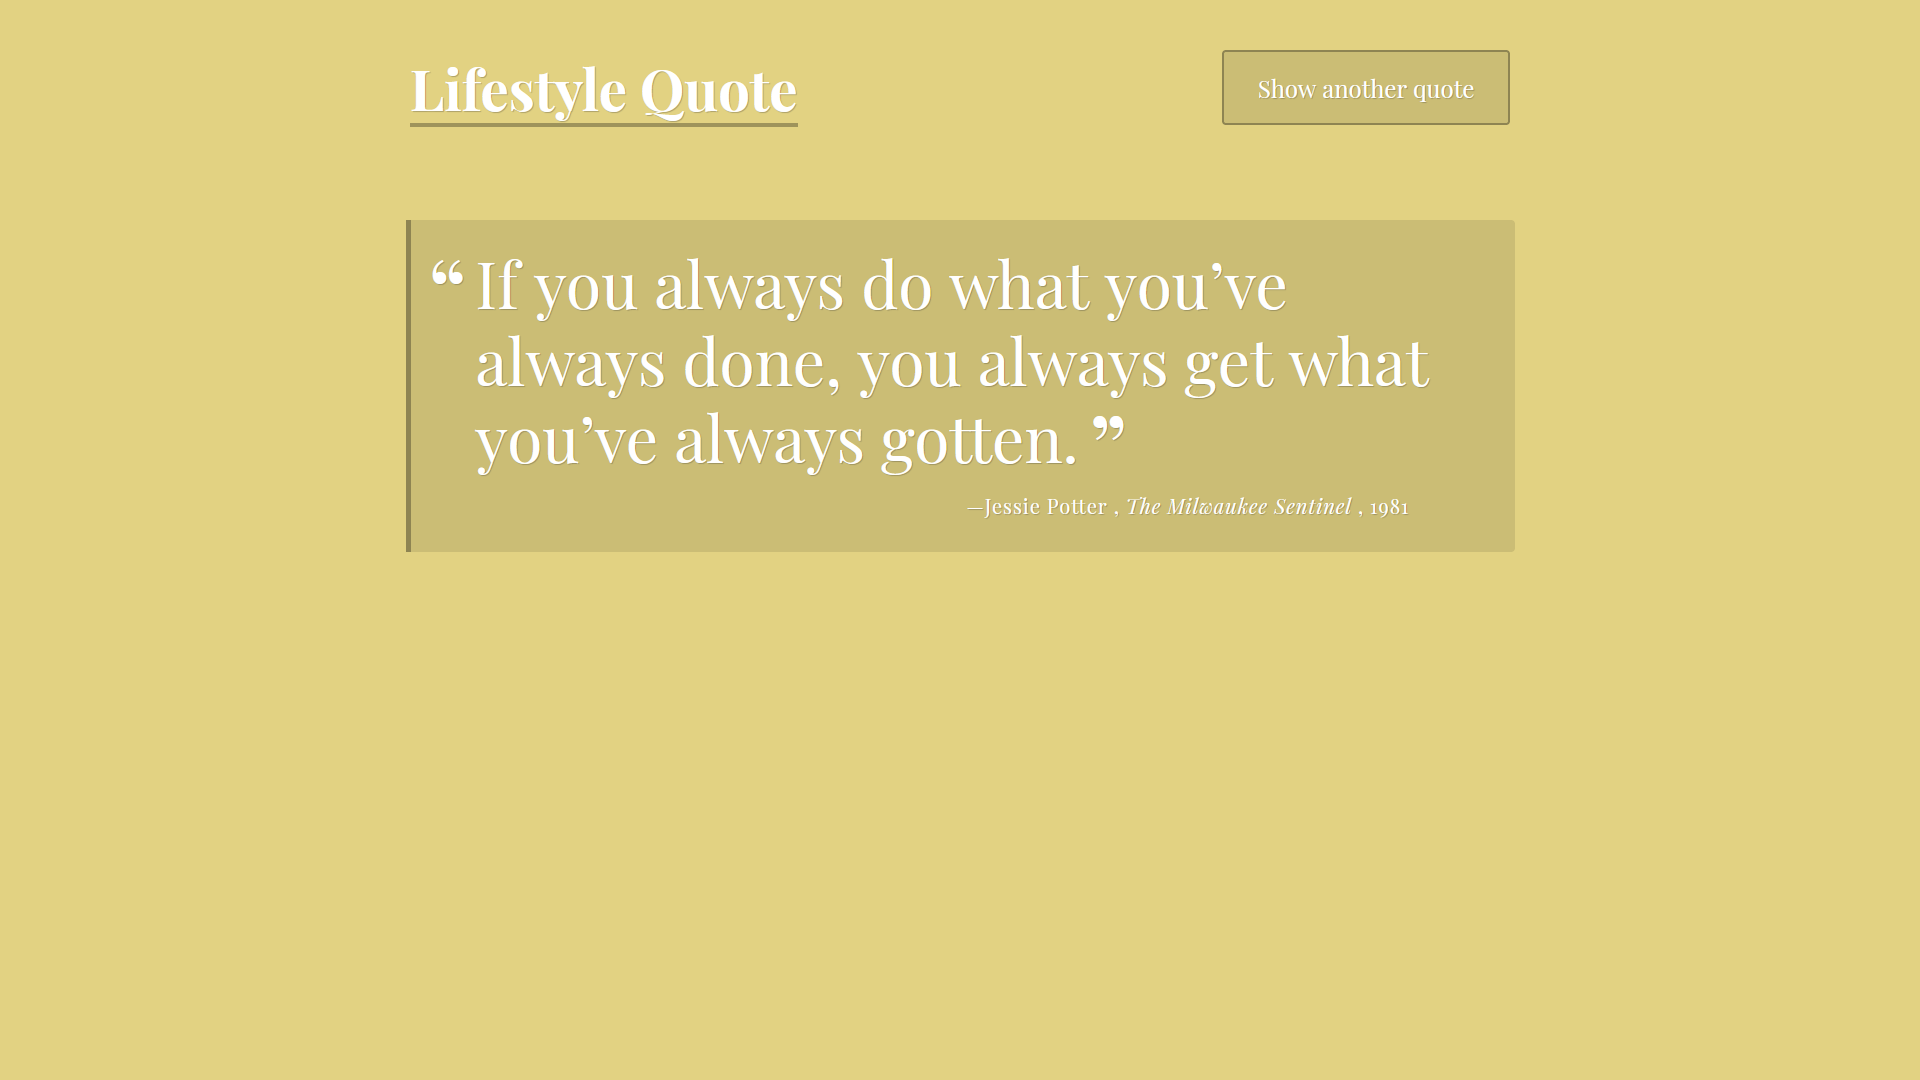 Lifestyle Quote
Show another quote
“ If you always do what you’ve
always done, you always get what
you’ve always gotten. ”
—Jessie Potter , The Milwaukee Sentinel , 1981